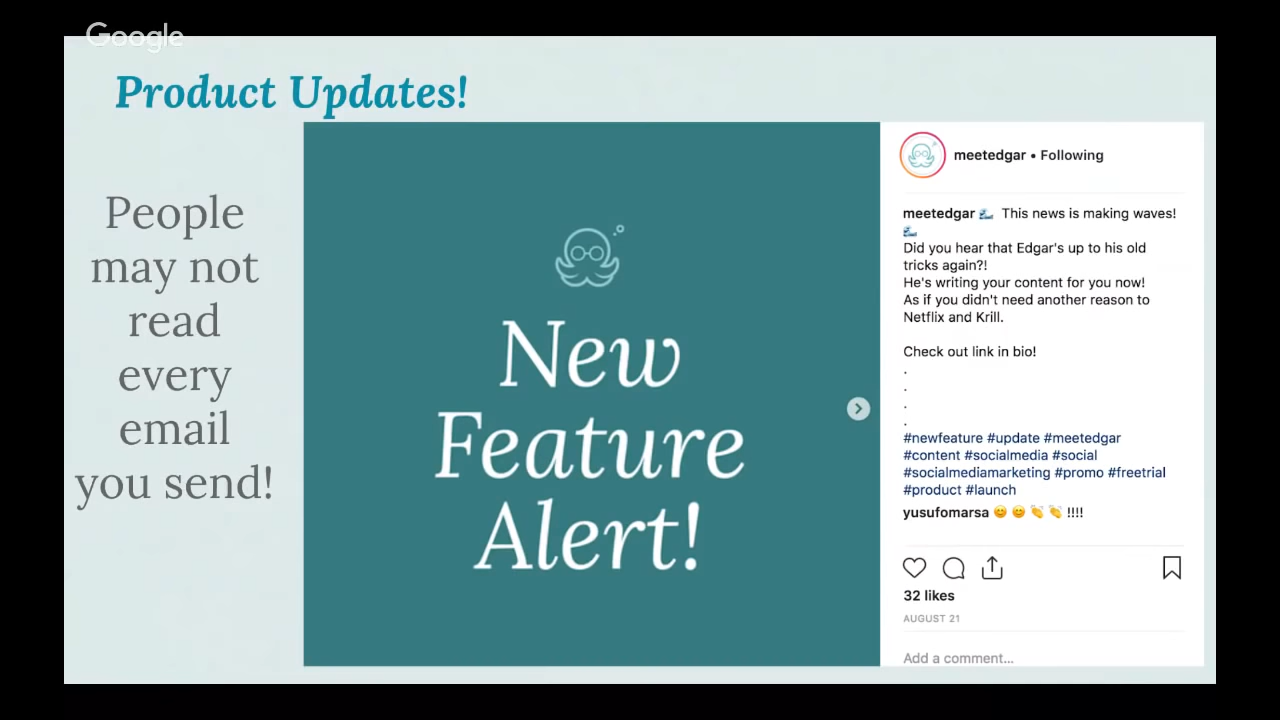 Google
Product Updates!
People
may not
read
every
email
you send!
New
Feature
Alert!
meetedgar • Following
meetedgar 🌊 This news is making waves!
🌊
Did you hear that Edgar's up to his old
tricks again?!
He's writing your content for you now!
As if you didn't need another reason to
Netflix and Krill.
Check out link in bio!
.
.
.
.
#newfeature #update #meetedgar
#content #socialmedia #social
#socialmediamarketing #promo #freetrial
#product #launch
yusufomarsa 😊 😊 👏 👏 !!!!
32 likes
AUGUST 21
Add a comment...